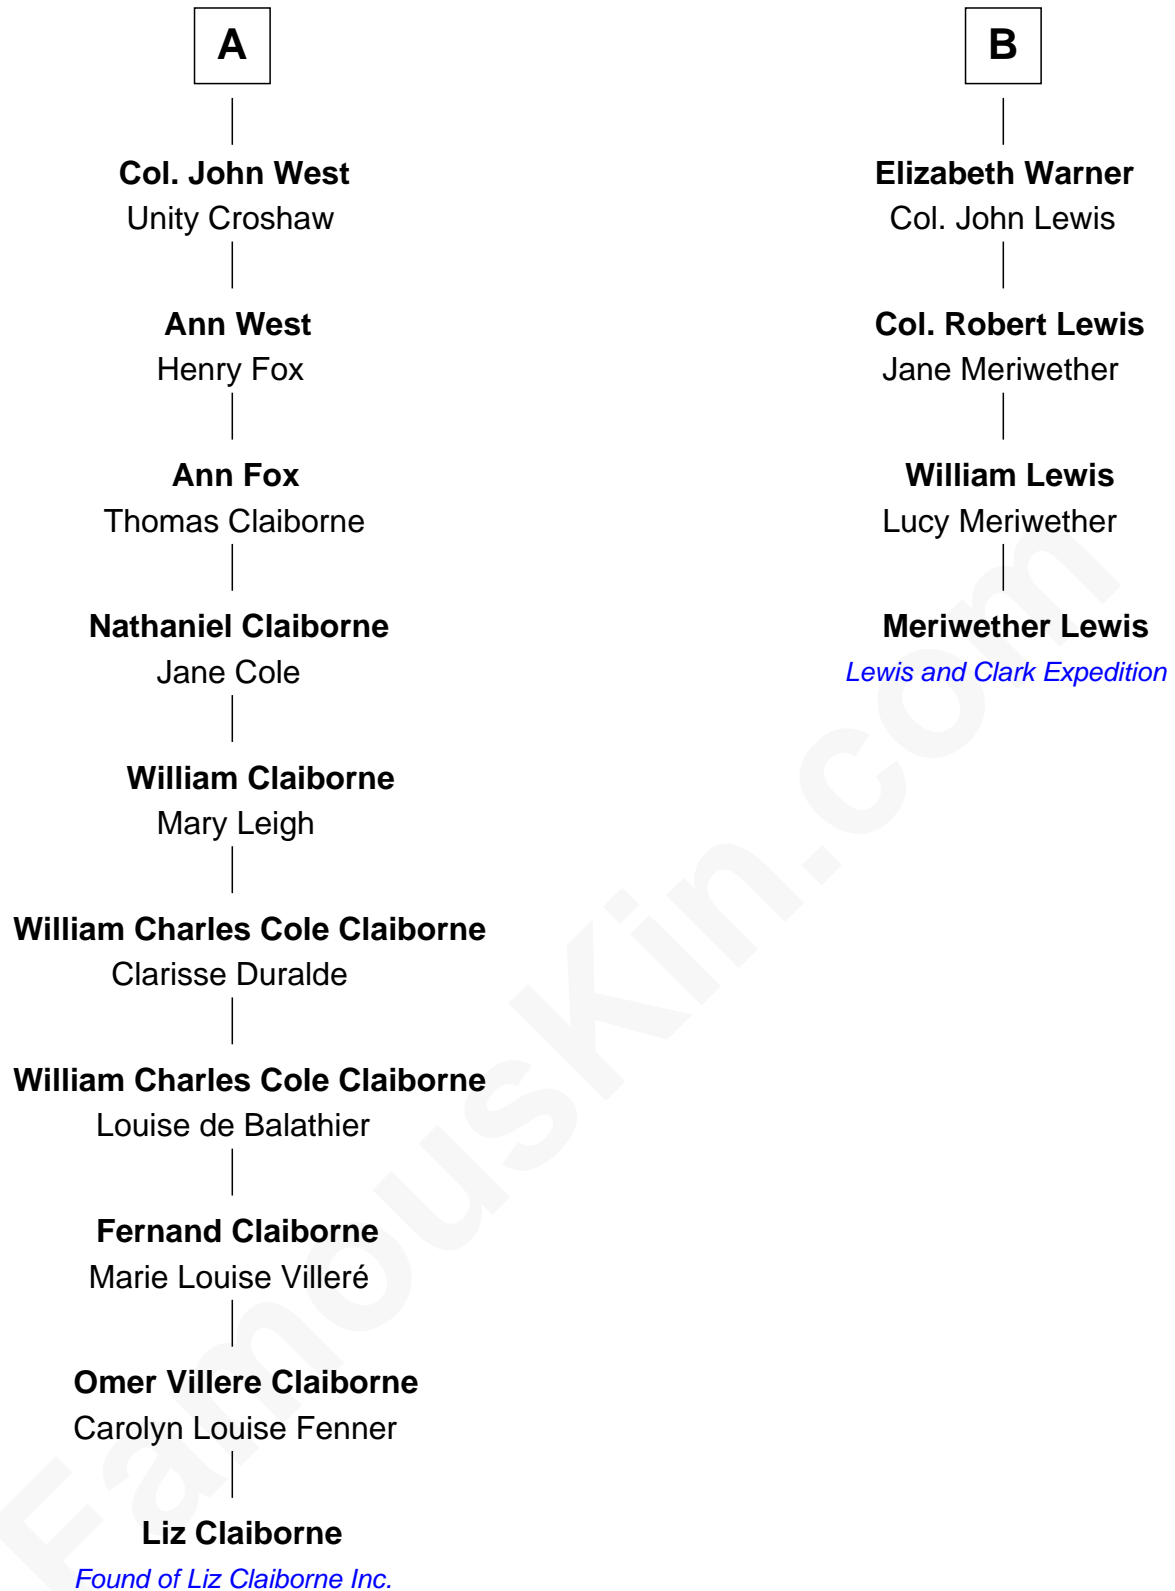 A
Col. John West
Unity Croshaw
Ann West
Henry Fox
Ann Fox
Thomas Claiborne
Nathaniel Claiborne
Jane Cole
William Claiborne
Mary Leigh
William Charles Cole Claiborne
Clarisse Duralde
William Charles Cole Claiborne
Louise de Balathier
Fernand Claiborne
Marie Louise Villeré
Omer Villere Claiborne
Carolyn Louise Fenner
Liz Claiborne
Found of Liz Claiborne Inc.
B
Elizabeth Warner
Col. John Lewis
Col. Robert Lewis
Jane Meriwether
William Lewis
Lucy Meriwether
Meriwether Lewis
Lewis and Clark Expedition
FamousKin.com